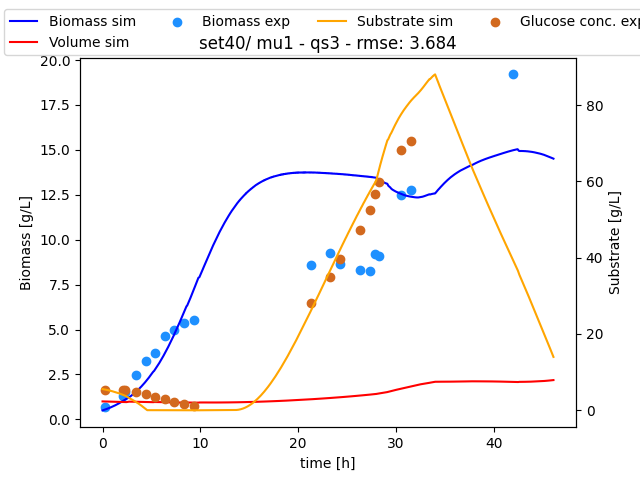 Biomass sim
Biomass exp
Substrate sim
Glucose conc. exp
Volume sim
set40/ mu1 - qs3 - rmse: 3.684
20.0
17.5
15.0
12.5
10.0
7.5
5.0
2.5
0.0
Biomass [g/L]
80
60
40
20
0
Substrate [g/L]
0
10
20
30
40
time [h]